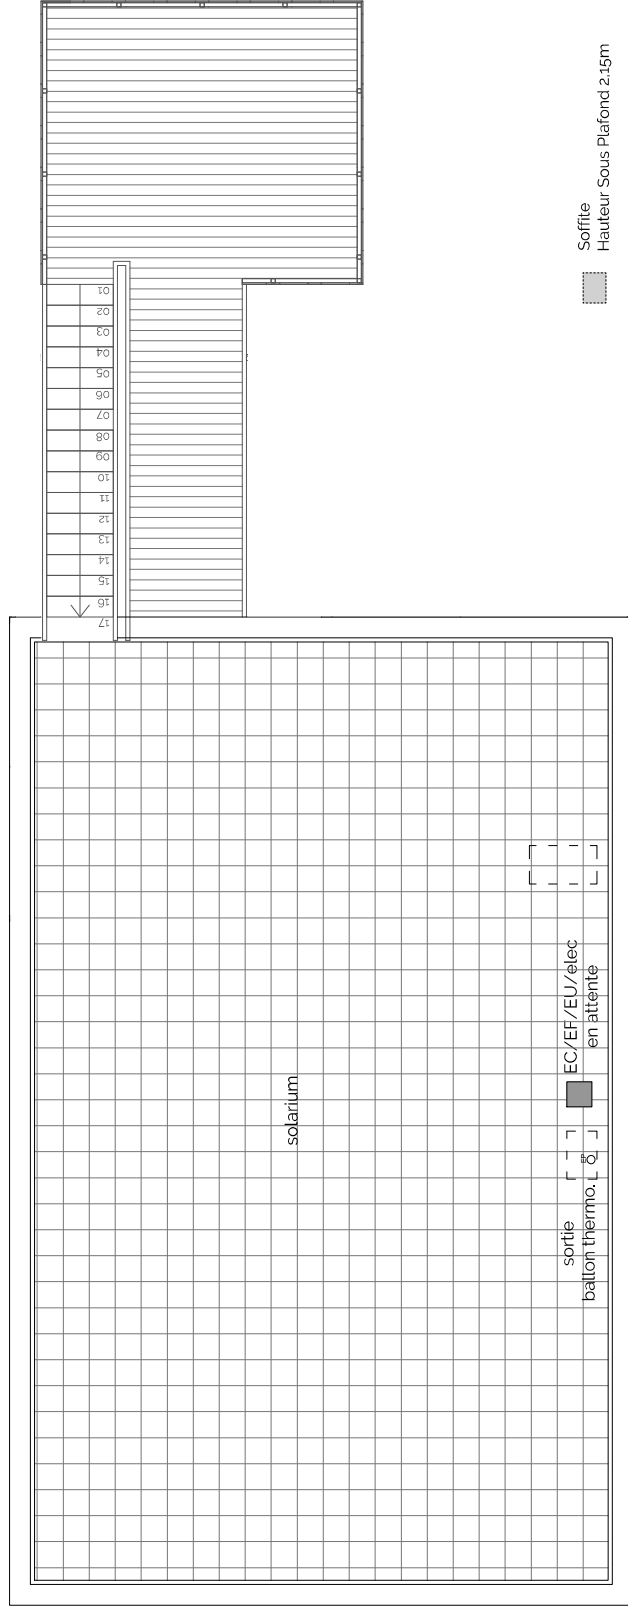 Soffite
Hauteur Sous Plafond 2.15m
01
02
03
04
05
06
07
08
09
10
11
12
13
14
15
16
17
solarium
EC/EF/EU/elec
en attente
sortie
ballon thermo.
EP